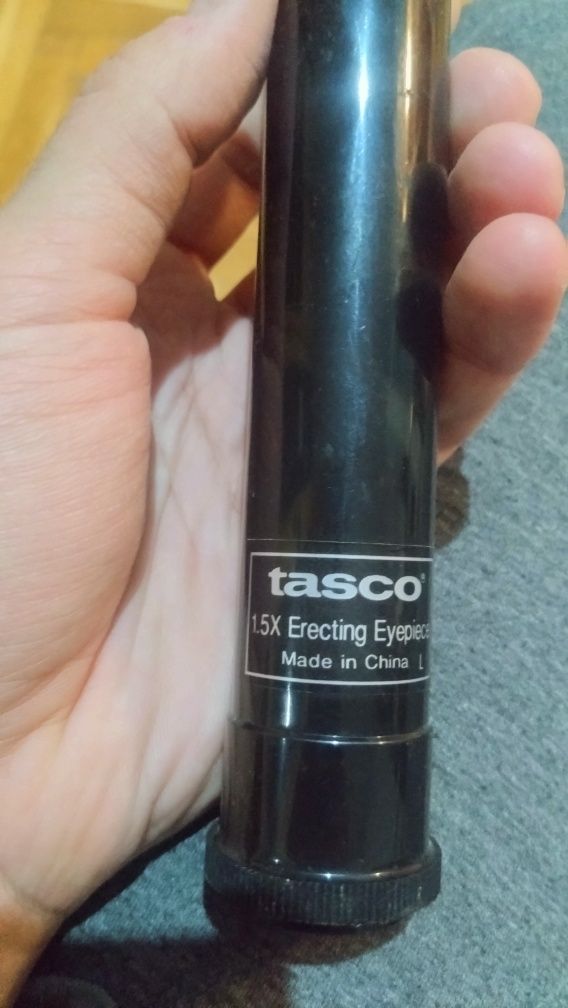 tasco®
1.5X Erecting Eyepiece
Made in China L